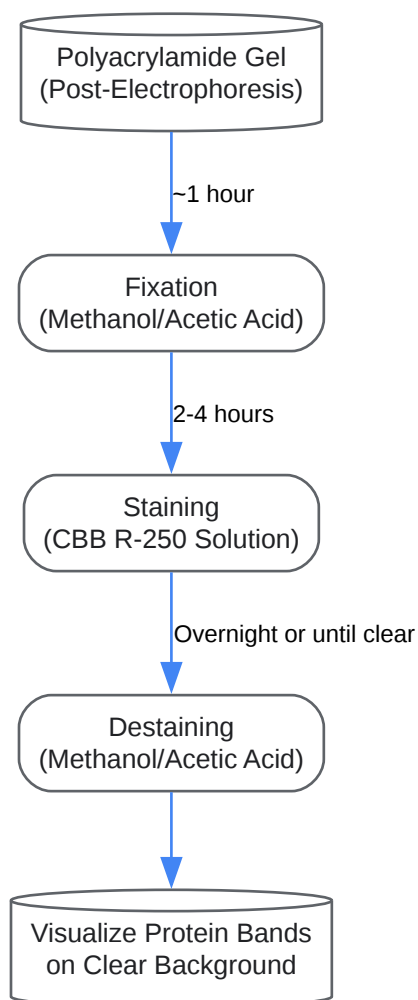 Polyacrylamide Gel
(Post-Electrophoresis)
~1 hour
Fixation
(Methanol/Acetic Acid)
2-4 hours
Staining
(CBB R-250 Solution)
Overnight or until clear
Destaining
(Methanol/Acetic Acid)
Visualize Protein Bands
on Clear Background